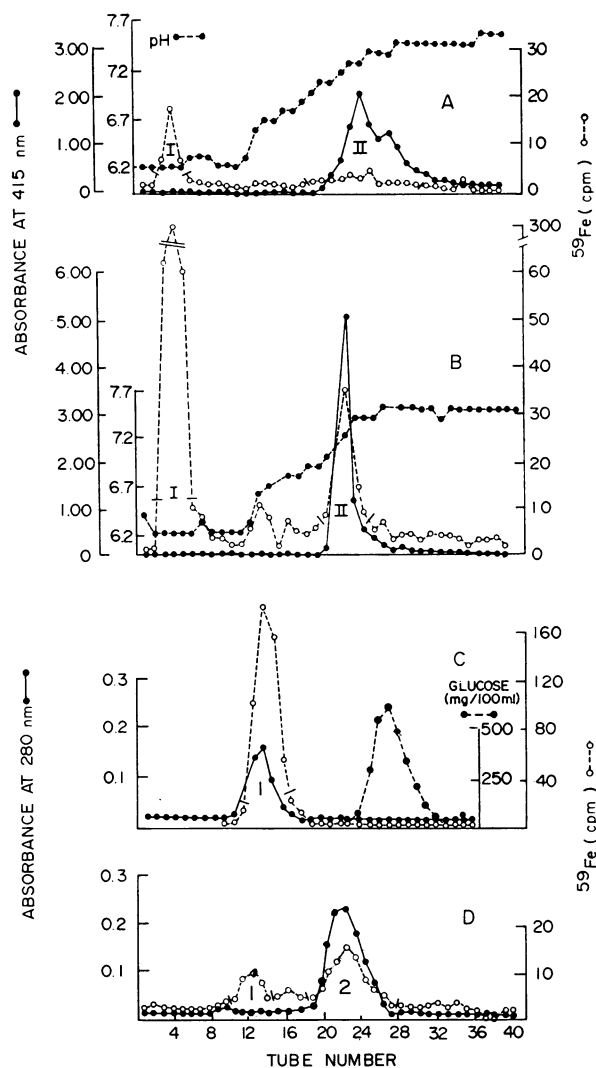 7.7
pH
3.00
30
7.2
A
2.00
20
6.7
I
II
1.00
10
6.2
0
0
ABSORBANCE AT 415 nm
59Fe (cpm)
300
6.00
60
5.00
50
B
4.00
40
7.7
3.00
30
7.2
2.00
20
6.7
I
II
1.00
10
6.2
0
0
160
C
0.3
120
GLUCOSE
(mg/100ml)
0.2
500
80
0.1
1
250
40
ABSORBANCE AT 280 nm
59Fe (cpm)
0.3
D
0.2
20
0.1
1
2
10
4 8 12 16 20 24 28 32 36 40
TUBE NUMBER